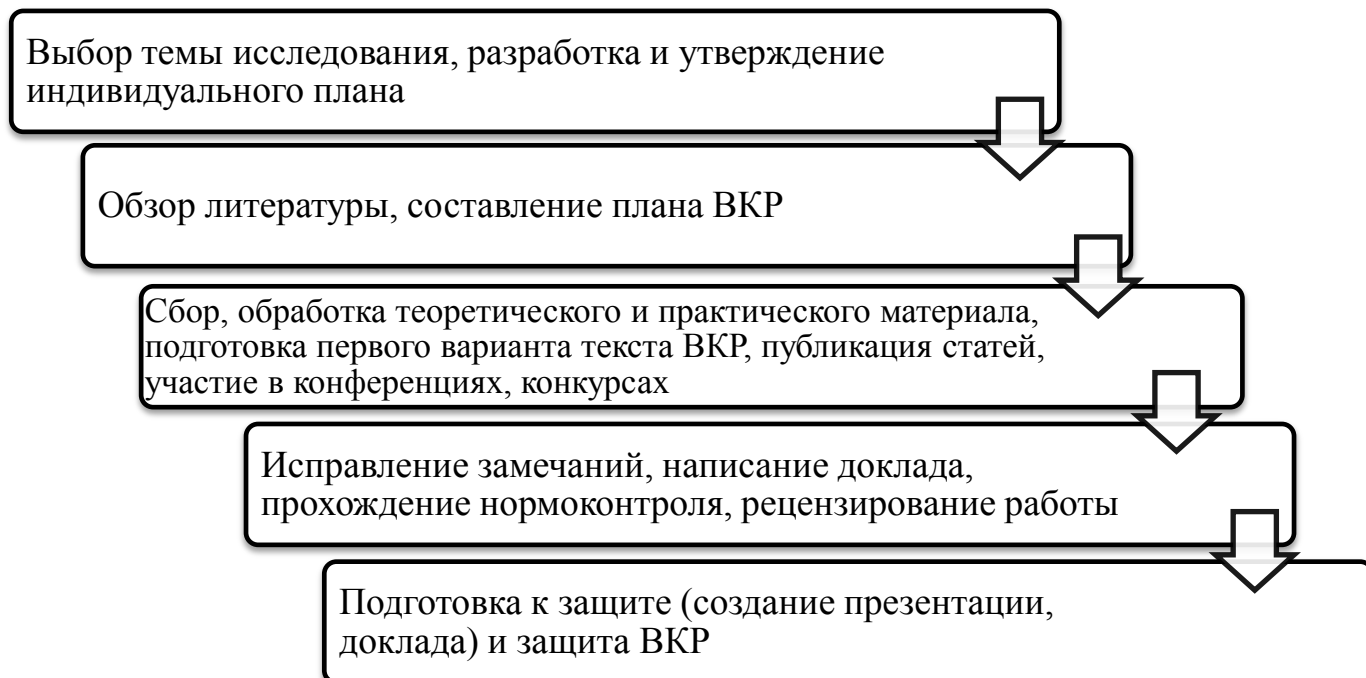 Выбор темы исследования, разработка и утверждение
индивидуального плана
Обзор литературы, составление плана ВКР
Сбор, обработка теоретического и практического материала,
подготовка первого варианта текста ВКР, публикация статей,
участие в конференциях, конкурсах
Исправление замечаний, написание доклада,
прохождение нормоконтроля, рецензирование работы
Подготовка к защите (создание презентации,
доклада) и защита ВКР